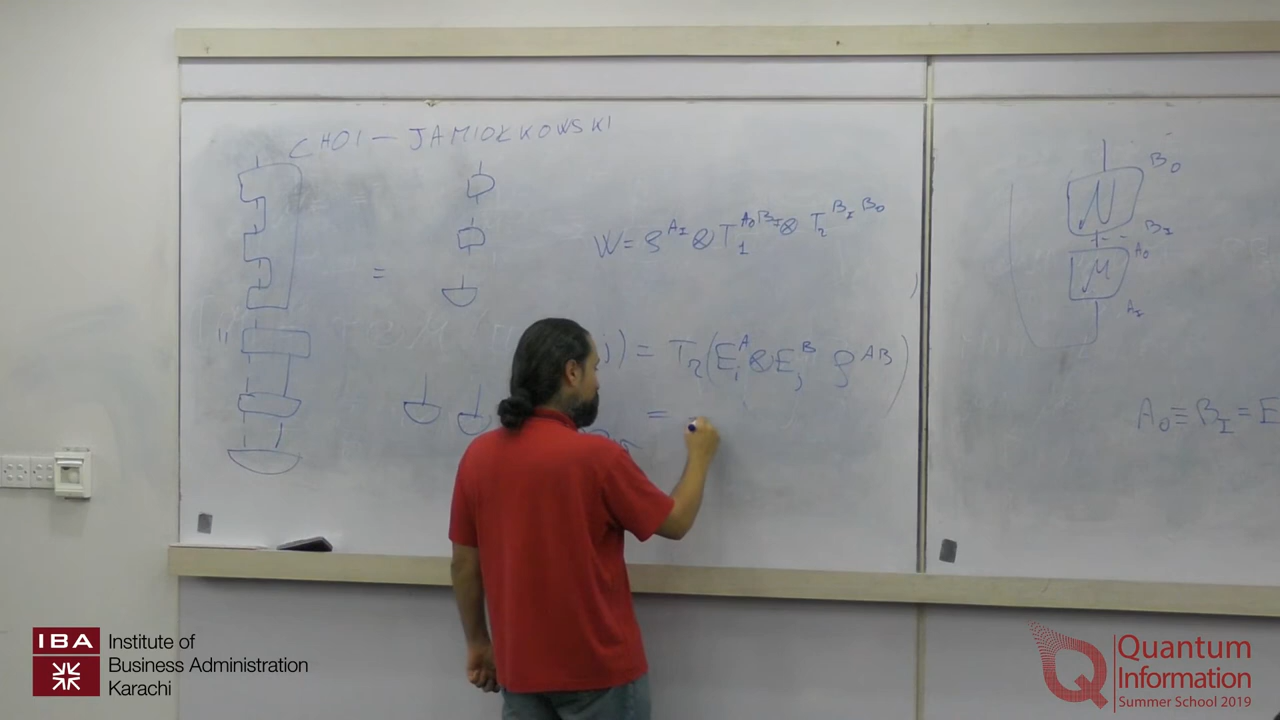 CHOI – JAMIOŁKOWSKI
W = ρ^{A_I} ⊗ T_1^{A_O B_I} ⊗ T_2^{B_I B_O}
j) = Tr(E_i^A ⊗ E_j^B ρ^{AB})
=
=
"
B_O
N
B_I
A_O
M
A_I
A_O ≡ B_I = E
IBA
Institute of
Business Administration
Karachi
Quantum
Information
Summer School 2019